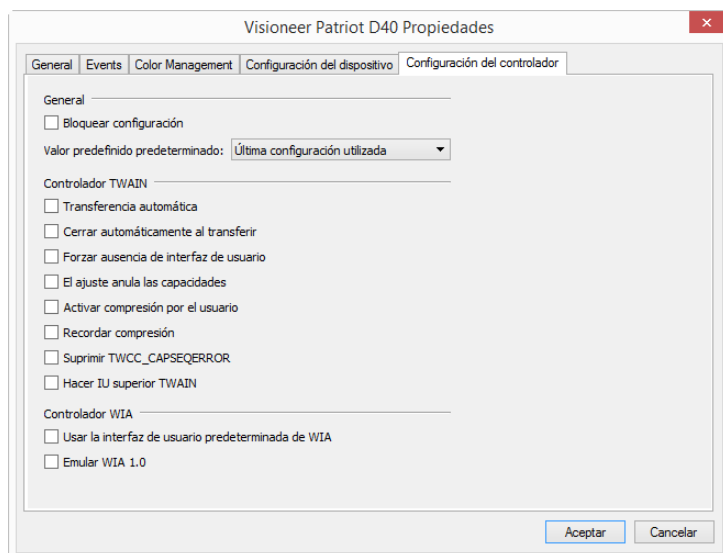 Visioneer Patriot D40 Propiedades
General Events Color Management Configuración del dispositivo Configuración del controlador
General
Bloquear configuración
Valor predefinido predeterminado: Última configuración utilizada
Controlador TWAIN
Transferencia automática
Cerrar automáticamente al transferir
Forzar ausencia de interfaz de usuario
El ajuste anula las capacidades
Activar compresión por el usuario
Recordar compresión
Suprimir TWCC_CAPSEQERROR
Hacer IU superior TWAIN
Controlador WIA
Usar la interfaz de usuario predeterminada de WIA
Emular WIA 1.0
Aceptar Cancelar